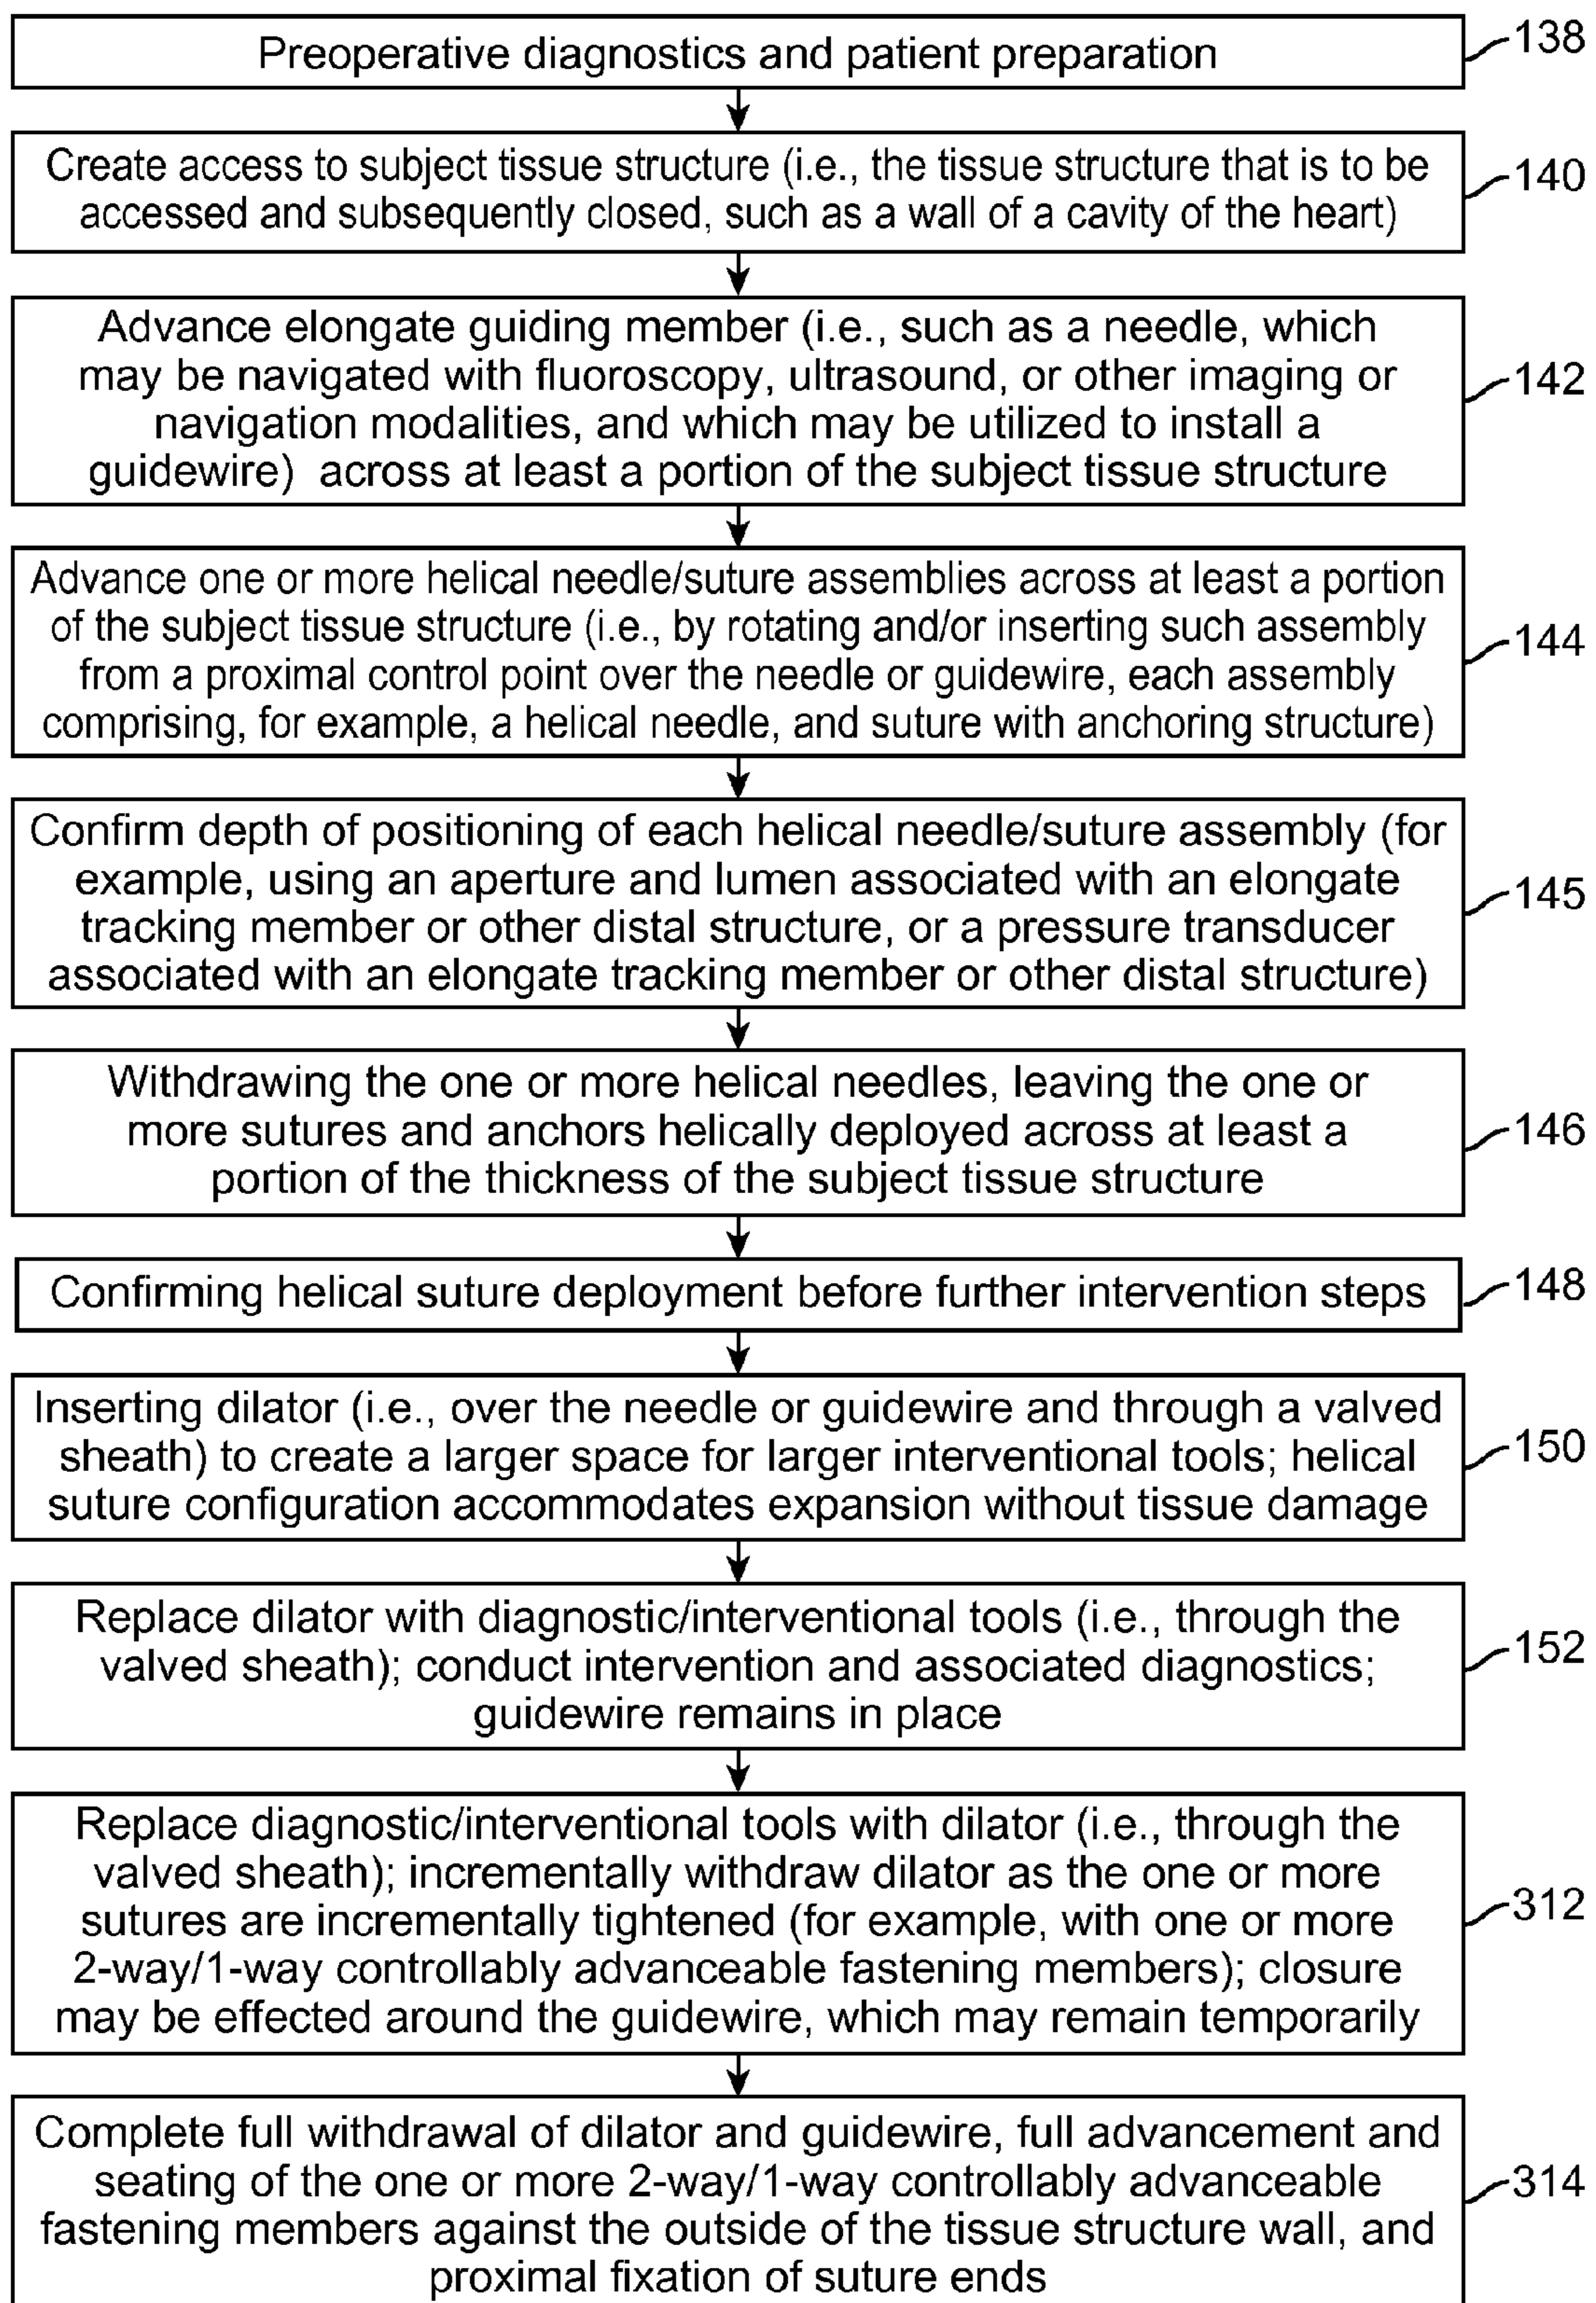 Preoperative diagnostics and patient preparation
138
Create access to subject tissue structure (i.e., the tissue structure that is to be
accessed and subsequently closed, such as a wall of a cavity of the heart)
140
Advance elongate guiding member (i.e., such as a needle, which
may be navigated with fluoroscopy, ultrasound, or other imaging or
navigation modalities, and which may be utilized to install a
guidewire) across at least a portion of the subject tissue structure
142
Advance one or more helical needle/suture assemblies across at least a portion
of the subject tissue structure (i.e., by rotating and/or inserting such assembly
from a proximal control point over the needle or guidewire, each assembly
comprising, for example, a helical needle, and suture with anchoring structure)
144
Confirm depth of positioning of each helical needle/suture assembly (for
example, using an aperture and lumen associated with an elongate
tracking member or other distal structure, or a pressure transducer
associated with an elongate tracking member or other distal structure)
145
Withdrawing the one or more helical needles, leaving the one or
more sutures and anchors helically deployed across at least a
portion of the thickness of the subject tissue structure
146
Confirming helical suture deployment before further intervention steps
148
Inserting dilator (i.e., over the needle or guidewire and through a valved
sheath) to create a larger space for larger interventional tools; helical
suture configuration accommodates expansion without tissue damage
150
Replace dilator with diagnostic/interventional tools (i.e., through the
valved sheath); conduct intervention and associated diagnostics;
guidewire remains in place
152
Replace diagnostic/interventional tools with dilator (i.e., through the
valved sheath); incrementally withdraw dilator as the one or more
sutures are incrementally tightened (for example, with one or more
2-way/1-way controllably advanceable fastening members); closure
may be effected around the guidewire, which may remain temporarily
312
Complete full withdrawal of dilator and guidewire, full advancement and
seating of the one or more 2-way/1-way controllably advanceable
fastening members against the outside of the tissue structure wall, and
proximal fixation of suture ends
314